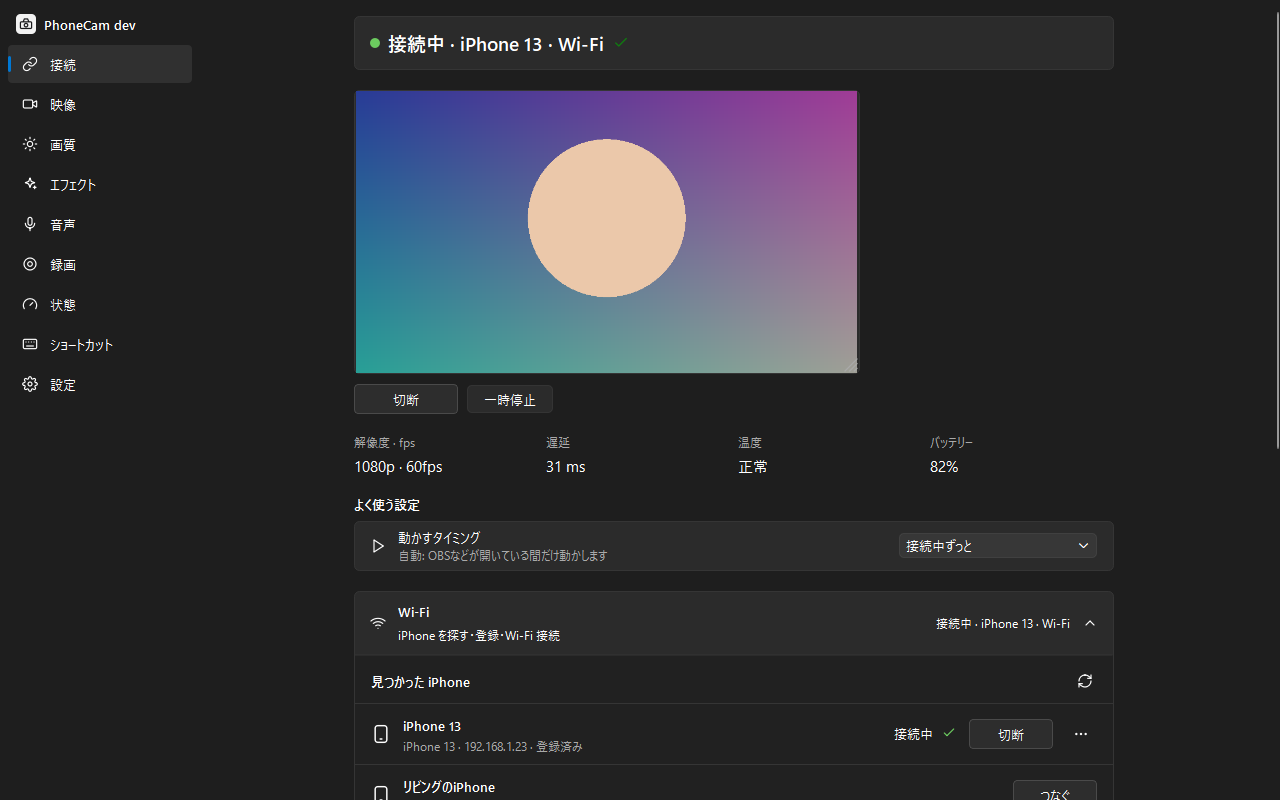 PhoneCam dev
接続
映像
画質
エフェクト
音声
録画
状態
ショートカット
設定
接続中 · iPhone 13 · Wi-Fi
切断
一時停止
解像度 · fps
遅延
温度
バッテリー
1080p · 60fps
31 ms
正常
82%
よく使う設定
動かすタイミング
自動: OBSなどが開いている間だけ動かします
接続中ずっと
Wi-Fi
iPhone を探す・登録・Wi-Fi 接続
接続中 · iPhone 13 · Wi-Fi
見つかった iPhone
iPhone 13
iPhone 13 · 192.168.1.23 · 登録済み
接続中
切断
リビングのiPhone
つなぐ